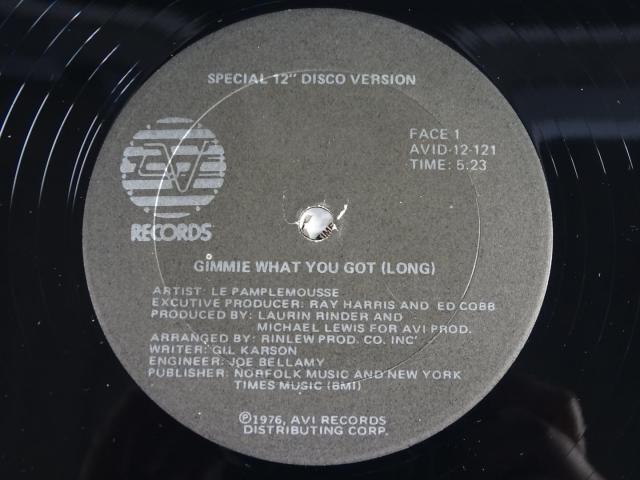 SPECIAL 12" DISCO VERSION
FACE 1
AVID-12-121
TIME: 5:23
AVI
RECORDS
GIMMIE WHAT YOU GOT (LONG)
ARTIST: LE PAMPLEMOUSSE
EXCUTIVE PRODUCER: RAY HARRIS AND ED COBB
PRODUCED BY: LAURIN RINDER AND
MICHAEL LEWIS FOR AVI PROD.
ARRANGED BY: RINLEW PROD. CO. INC'
WRITER: GIL KARSON
ENGINEER: JOE BELLAMY
PUBLISHER: NORFOLK MUSIC AND NEW YORK
TIMES MUSIC (BMI)
℗1976, AVI RECORDS
DISTRIBUTING CORP.